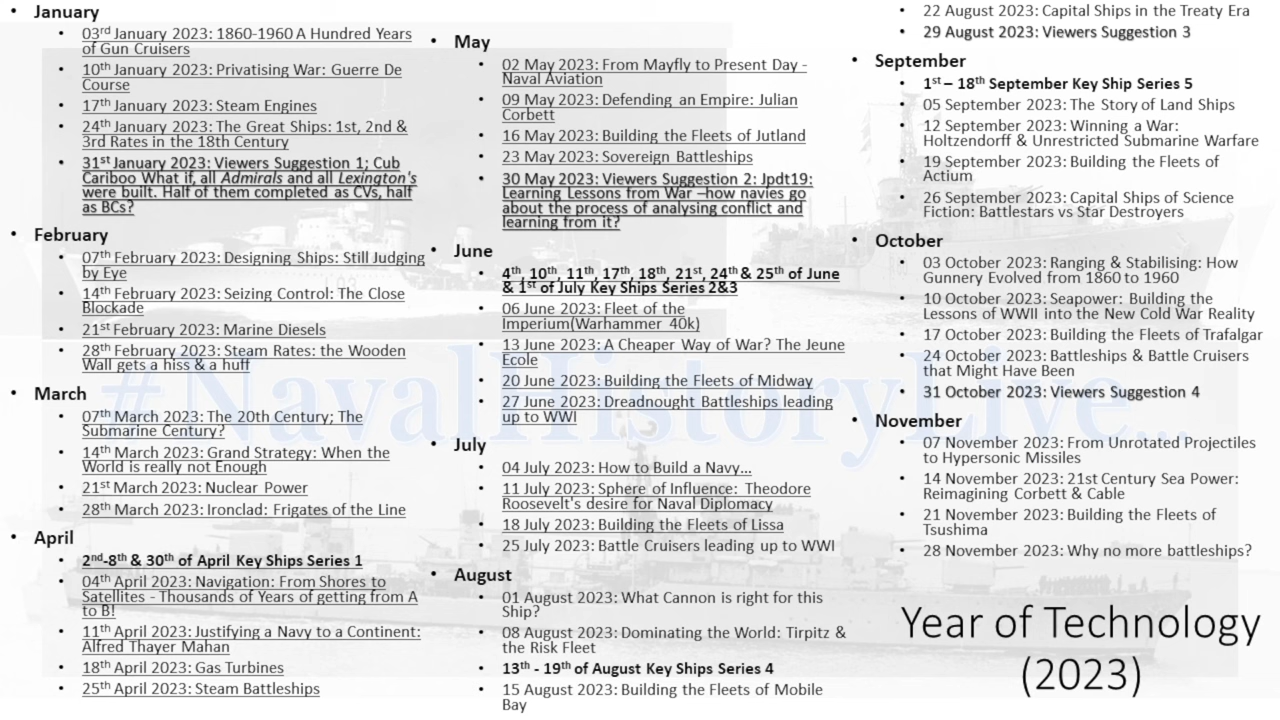 January
03rd January 2023: 1860-1960 A Hundred Years
of Gun Cruisers
10th January 2023: Privatising War: Guerre De
Course
17th January 2023: Steam Engines
24th January 2023: The Great Ships: 1st, 2nd &
3rd Rates in the 18th Century
31st January 2023: Viewers Suggestion 1; Cub
Cariboo What if, all Admirals and all Lexington's
were built. Half of them completed as CVs, half
as BCs?
February
07th February 2023: Designing Ships: Still Judging
by Eye
14th February 2023: Seizing Control: The Close
Blockade
21st February 2023: Marine Diesels
28th February 2023: Steam Rates: the Wooden
Wall gets a hiss & a huff
March
07th March 2023: The 20th Century; The
Submarine Century?
14th March 2023: Grand Strategy: When the
World is really not Enough
21st March 2023: Nuclear Power
28th March 2023: Ironclad: Frigates of the Line
April
2nd-8th & 30th of April Key Ships Series 1
04th April 2023: Navigation: From Shores to
Satellites - Thousands of Years of getting from A
to B!
11th April 2023: Justifying a Navy to a Continent:
Alfred Thayer Mahan
18th April 2023: Gas Turbines
25th April 2023: Steam Battleships
May
02 May 2023: From Mayfly to Present Day -
Naval Aviation
09 May 2023: Defending an Empire: Julian
Corbett
16 May 2023: Building the Fleets of Jutland
23 May 2023: Sovereign Battleships
30 May 2023: Viewers Suggestion 2: Jpdt19:
Learning Lessons from War –how navies go
about the process of analysing conflict and
learning from it?
June
4th, 10th, 11th, 17th, 18th, 21st, 24th & 25th of June
& 1st of July Key Ships Series 2&3
06 June 2023: Fleet of the
Imperium(Warhammer 40k)
13 June 2023: A Cheaper Way of War? The Jeune
Ecole
20 June 2023: Building the Fleets of Midway
27 June 2023: Dreadnought Battleships leading
up to WWI
July
04 July 2023: How to Build a Navy...
11 July 2023: Sphere of Influence: Theodore
Roosevelt's desire for Naval Diplomacy
18 July 2023: Building the Fleets of Lissa
25 July 2023: Battle Cruisers leading up to WWI
August
01 August 2023: What Cannon is right for this
Ship?
08 August 2023: Dominating the World: Tirpitz &
the Risk Fleet
13th - 19th of August Key Ships Series 4
15 August 2023: Building the Fleets of Mobile
Bay
22 August 2023: Capital Ships in the Treaty Era
29 August 2023: Viewers Suggestion 3
September
1st – 18th September Key Ship Series 5
05 September 2023: The Story of Land Ships
12 September 2023: Winning a War:
Holtzendorff & Unrestricted Submarine Warfare
19 September 2023: Building the Fleets of
Actium
26 September 2023: Capital Ships of Science
Fiction: Battlestars vs Star Destroyers
October
03 October 2023: Ranging & Stabilising: How
Gunnery Evolved from 1860 to 1960
10 October 2023: Seapower: Building the
Lessons of WWII into the New Cold War Reality
17 October 2023: Building the Fleets of Trafalgar
24 October 2023: Battleships & Battle Cruisers
that Might Have Been
31 October 2023: Viewers Suggestion 4
November
07 November 2023: From Unrotated Projectiles
to Hypersonic Missiles
14 November 2023: 21st Century Sea Power:
Reimagining Corbett & Cable
21 November 2023: Building the Fleets of
Tsushima
28 November 2023: Why no more battleships?
Year of Technology
(2023)
#NavalHistoryLive...
L03